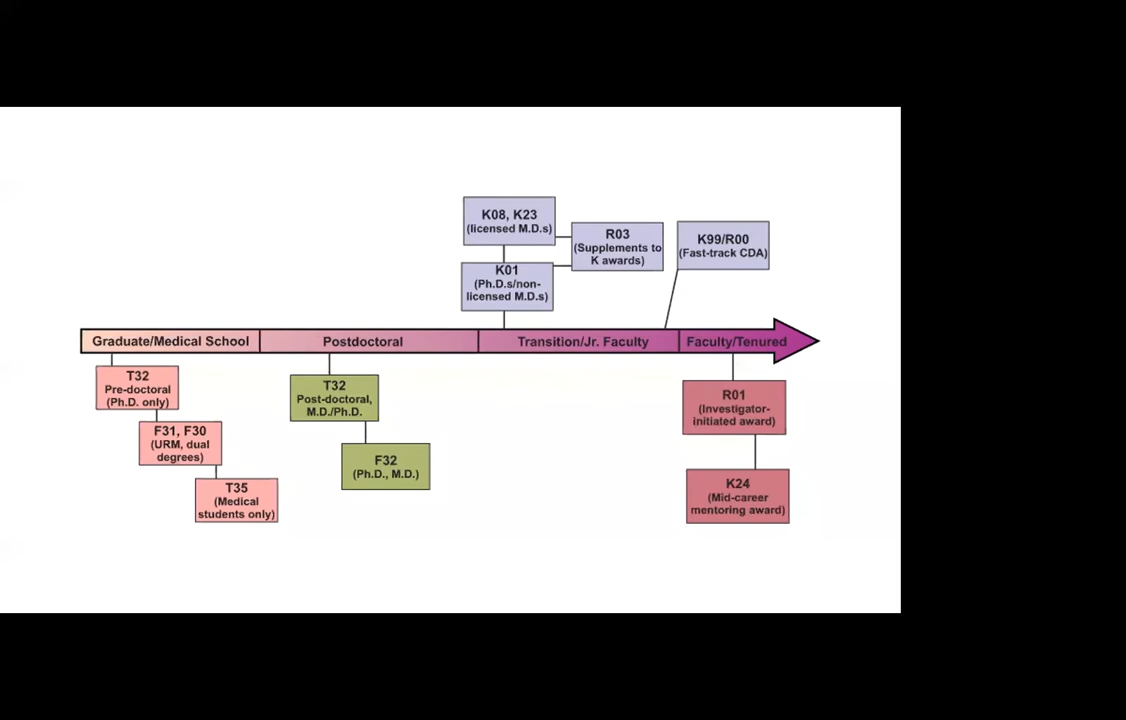 K08, K23
(licensed M.D.s)
R03
(Supplements to
K awards)
K99/R00
(Fast-track CDA)
K01
(Ph.D.s/non-
licensed M.D.s)
Graduate/Medical School
Postdoctoral
Transition/Jr. Faculty
Faculty/Tenured
T32
Pre-doctoral
(Ph.D. only)
F31, F30
(URM, dual
degrees)
T35
(Medical
students only)
T32
Post-doctoral,
M.D./Ph.D.
F32
(Ph.D., M.D.)
R01
(Investigator-
initiated award)
K24
(Mid-career
mentoring award)